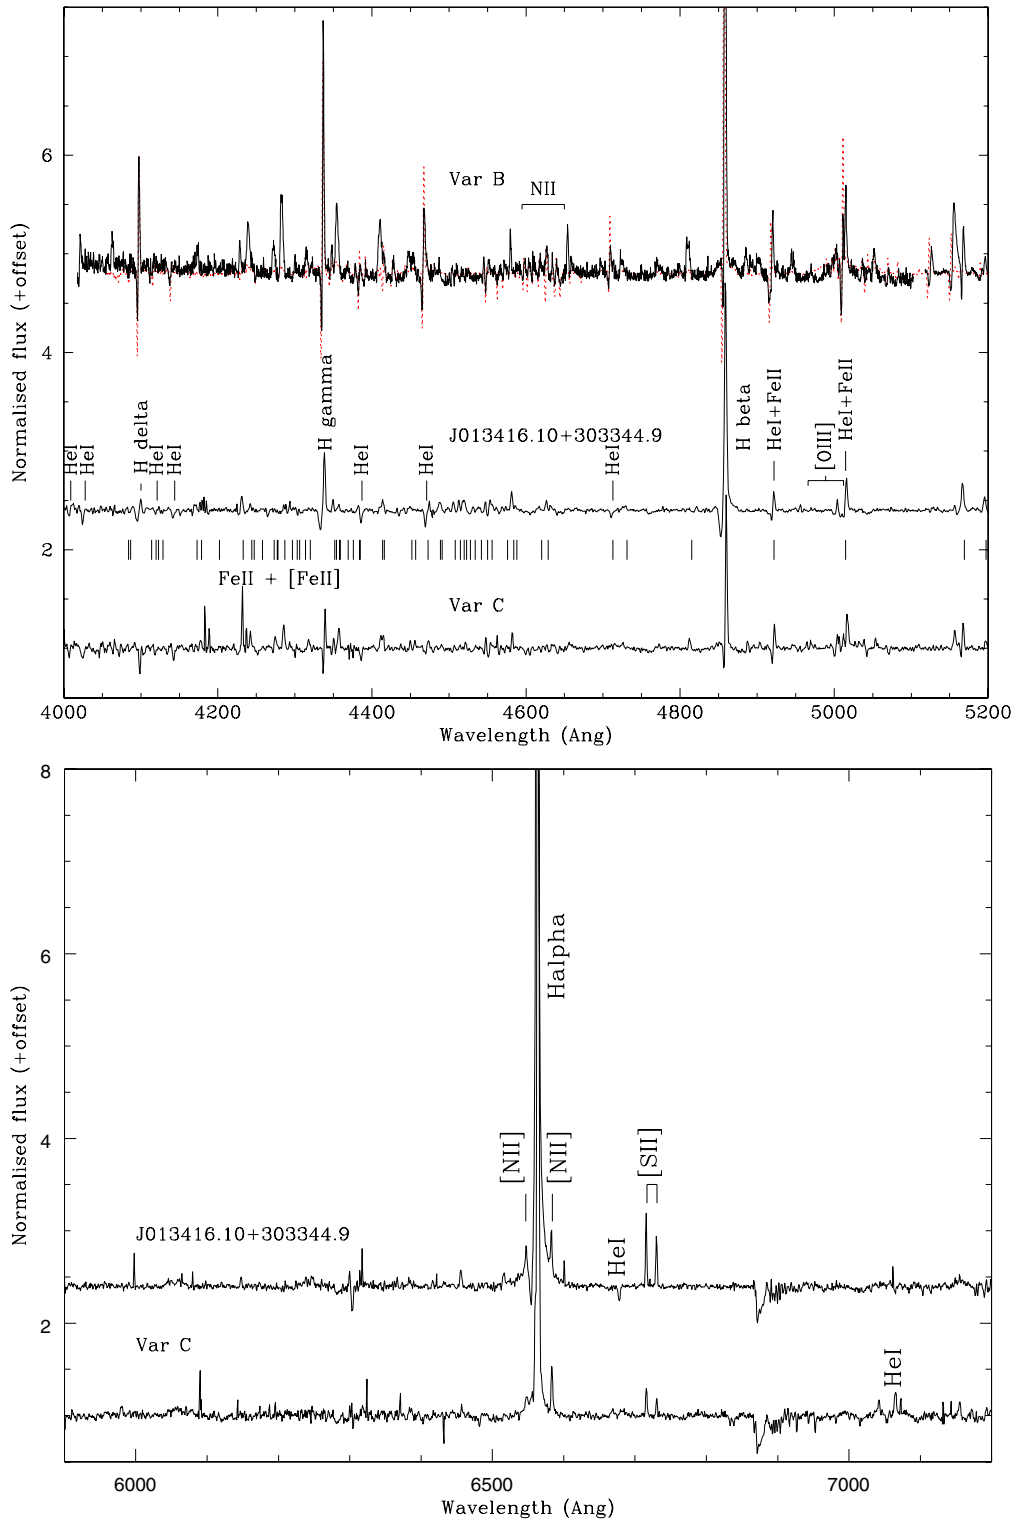 Normalised flux (+offset)
6
4
2
Var B
NII
HeI
HeI
H delta
HeI
HeI
H gamma
HeI
HeI
J013416.10+303344.9
HeI
H beta
HeI+FeII
[OIII]
HeI+FeII
FeII + [FeII]
Var C
4000
4200
4400
4600
4800
5000
5200
Wavelength (Ang)
Normalised flux (+offset)
8
6
4
2
Halpha
[NII]
[NII]
[SII]
J013416.10+303344.9
HeI
Var C
HeI
6000
6500
7000
Wavelength (Ang)